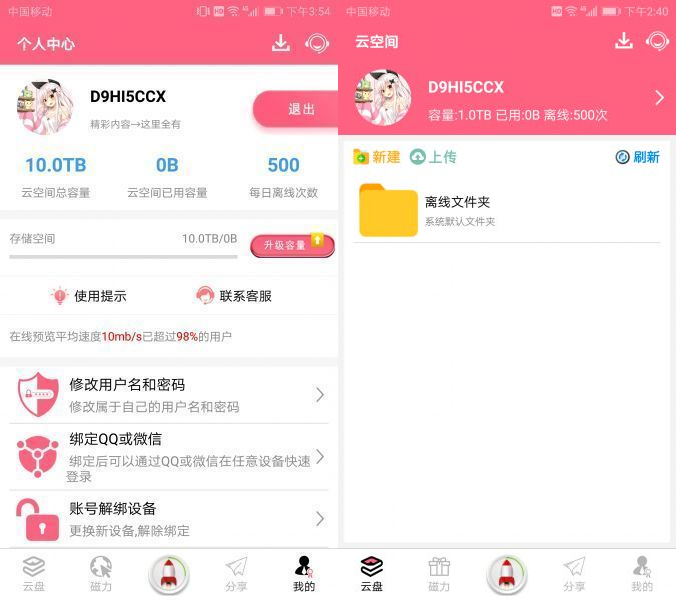 中国移动
HD
4G
下午3:54
个人中心
D9HI5CCX
精彩内容→这里全有
退出
10.0TB
0B
500
云空间总容量
云空间已用容量
每日离线次数
存储空间
10.0TB/0B
升级容量
使用提示
联系客服
在线预览平均速度10mb/s已超过98%的用户
修改用户名和密码
修改属于自己的用户名和密码
绑定QQ或微信
绑定后可以通过QQ或微信在任意设备快速
登录
账号解绑设备
更换新设备,解除绑定
云盘
磁力
分享
我的
中国移动
HD
4G
下午2:40
云空间
D9HI5CCX
容量:1.0TB 已用:0B 离线:500次
新建
上传
刷新
离线文件夹
系统默认文件夹
云盘
磁力
分享
我的